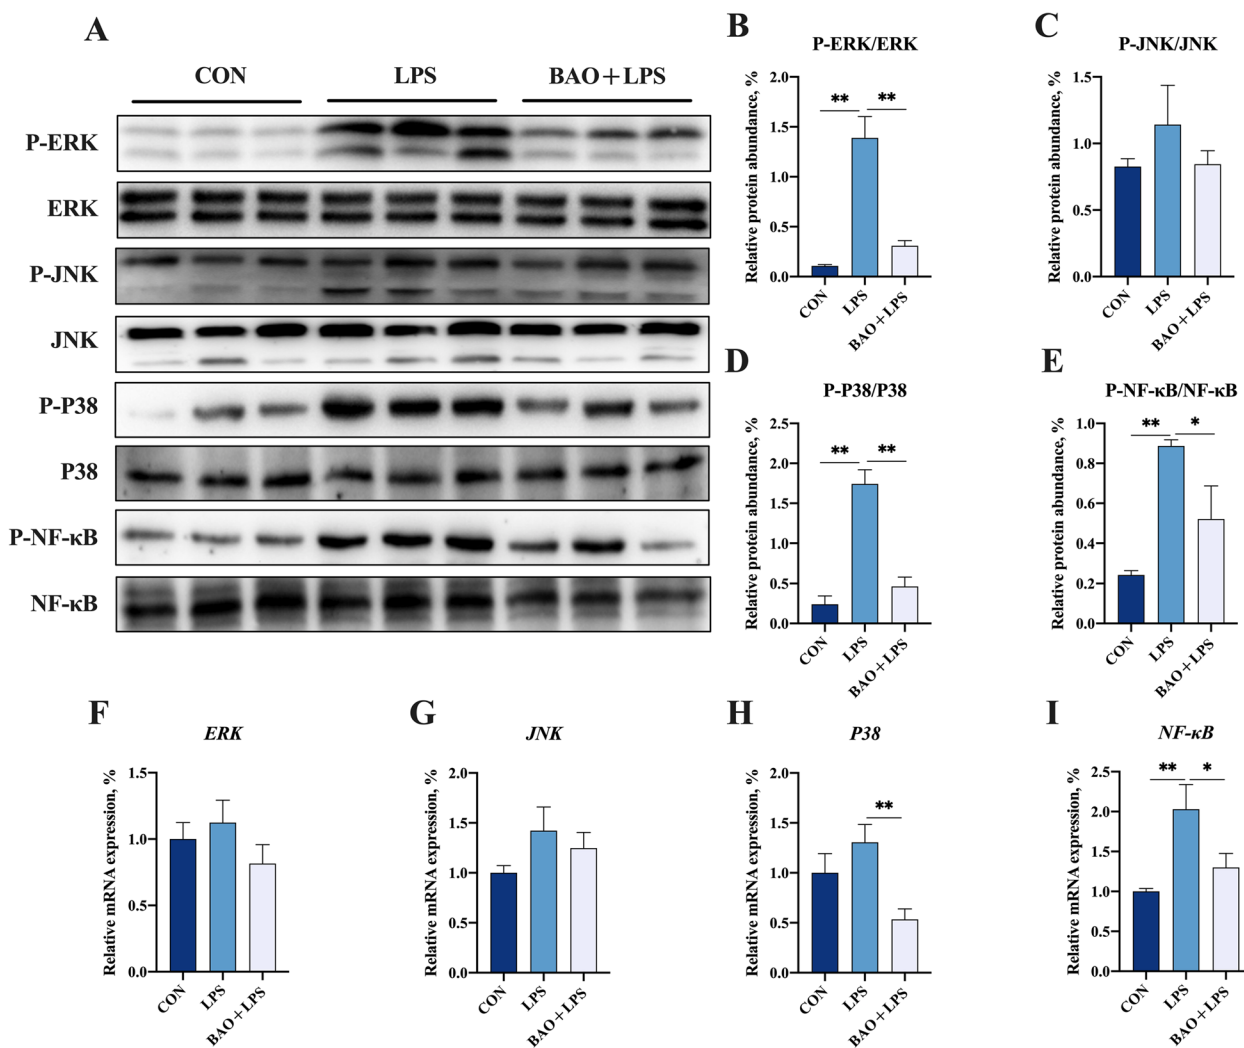 A
CON
LPS
BAO+LPS
P-ERK
ERK
P-JNK
JNK
P-P38
P38
P-NF-κB
NF-κB
B
P-ERK/ERK
Relative protein abundance, %
2.0
1.5
1.0
0.5
0.0
**
**
CON
LPS
BAO+LPS
C
P-JNK/JNK
Relative protein abundance, %
1.5
1.0
0.5
0.0
CON
LPS
BAO+LPS
D
P-P38/P38
Relative protein abundance, %
2.5
2.0
1.5
1.0
0.5
0.0
**
**
CON
LPS
BAO+LPS
E
P-NF-κB/NF-κB
Relative protein abundance, %
1.0
0.8
0.6
0.4
0.2
0.0
**
*
CON
LPS
BAO+LPS
F
ERK
Relative mRNA expression, %
1.5
1.0
0.5
0.0
CON
LPS
BAO+LPS
G
JNK
Relative mRNA expression, %
2.0
1.5
1.0
0.5
0.0
CON
LPS
BAO+LPS
H
P38
Relative mRNA expression, %
2.0
1.5
1.0
0.5
0.0
**
CON
LPS
BAO+LPS
I
NF-κB
Relative mRNA expression, %
2.5
2.0
1.5
1.0
0.5
0.0
**
*
CON
LPS
BAO+LPS